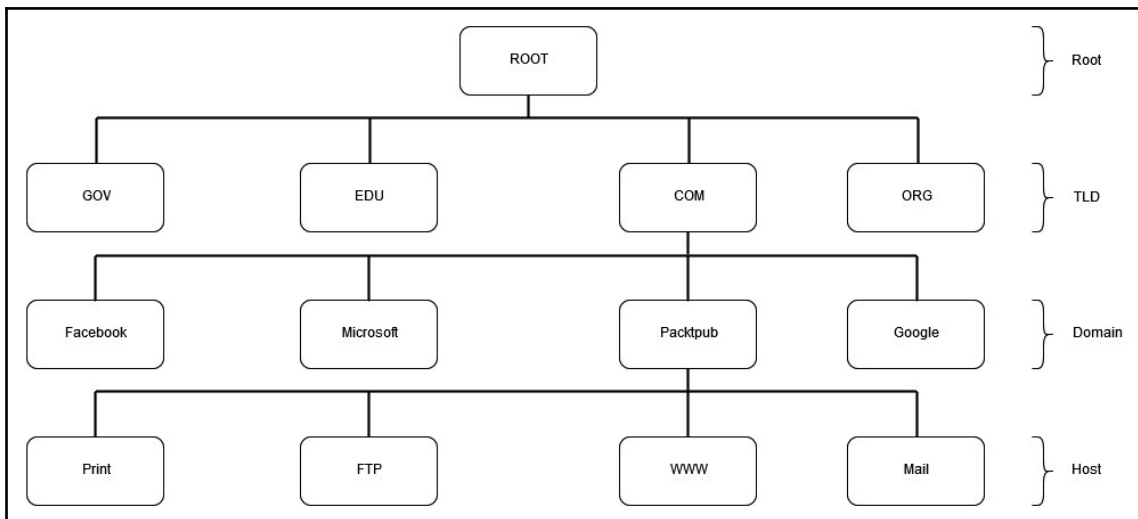 ROOT
Root
GOV
EDU
COM
ORG
TLD
Facebook
Microsoft
Packtpub
Google
Domain
Print
FTP
WWW
Mail
Host